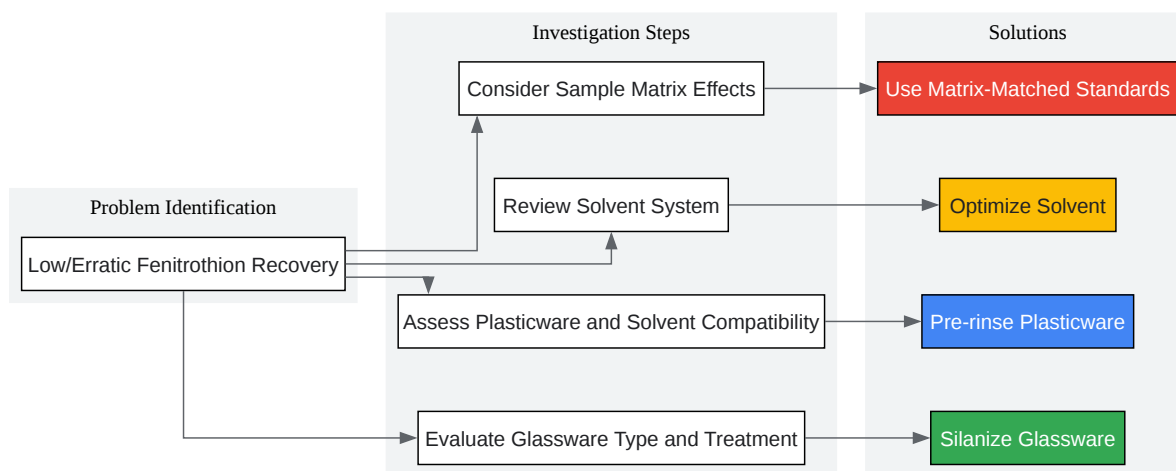 Investigation Steps
Solutions
Consider Sample Matrix Effects
Use Matrix-Matched Standards
Problem Identification
Review Solvent System
Optimize Solvent
Low/Erratic Fenitrothion Recovery
Assess Plasticware and Solvent Compatibility
Pre-rinse Plasticware
Evaluate Glassware Type and Treatment
Silanize Glassware